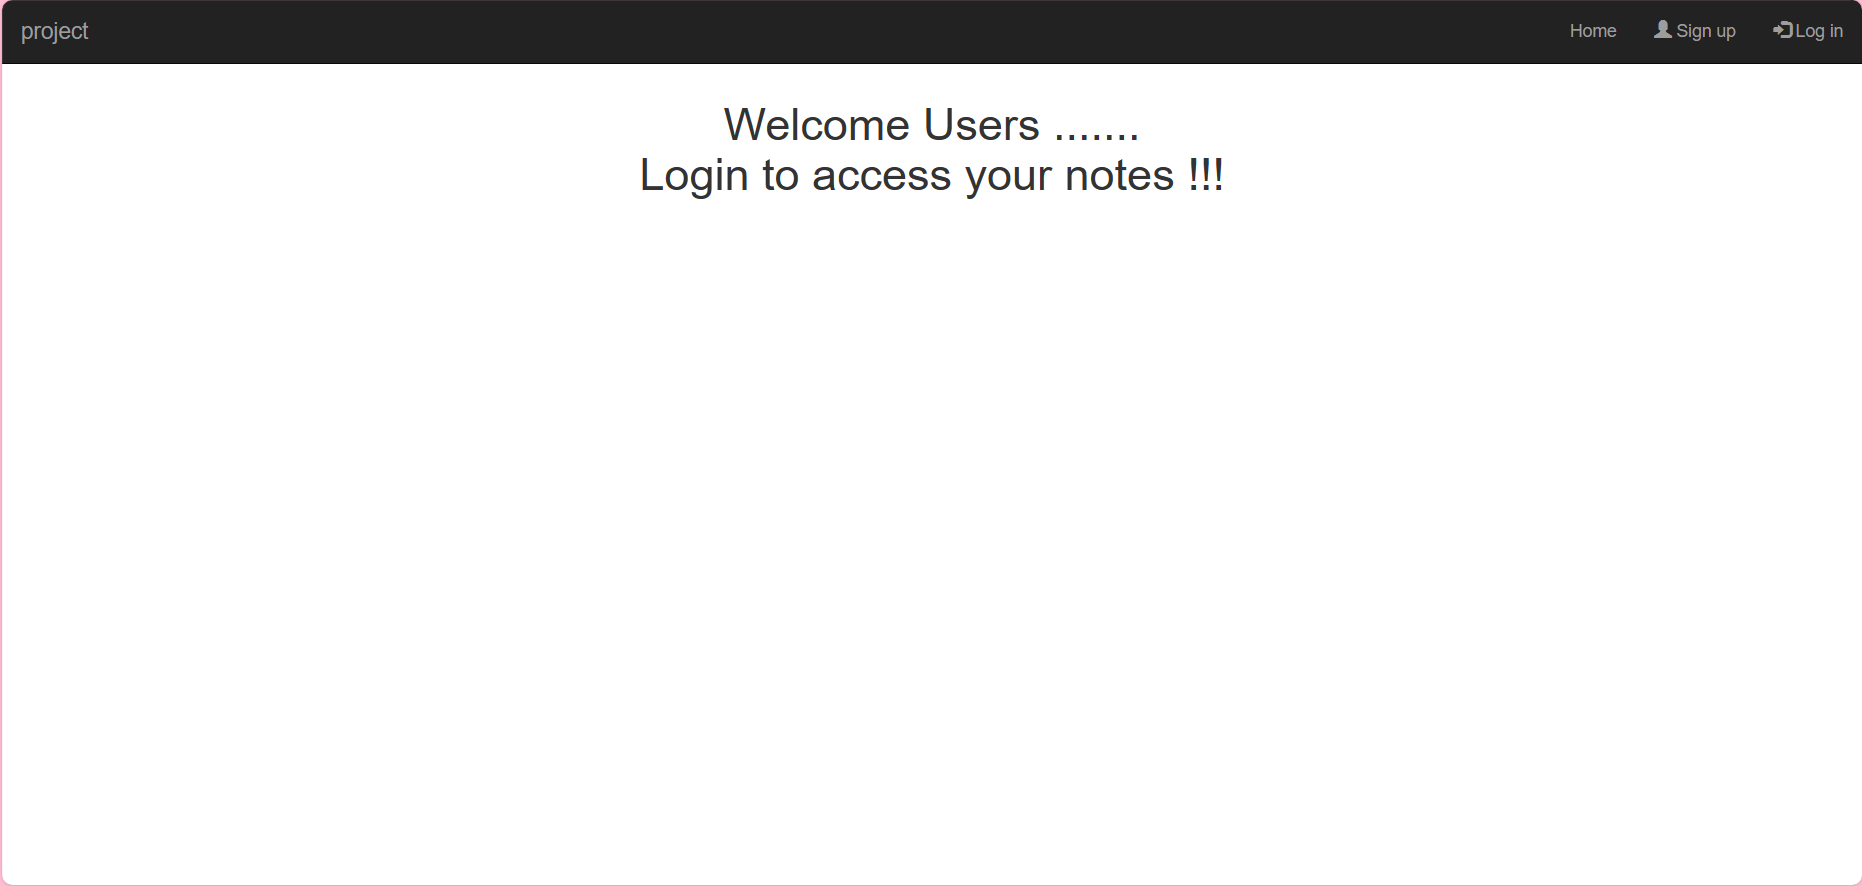 project
Home Sign up Log in
Welcome Users .......
Login to access your notes !!!